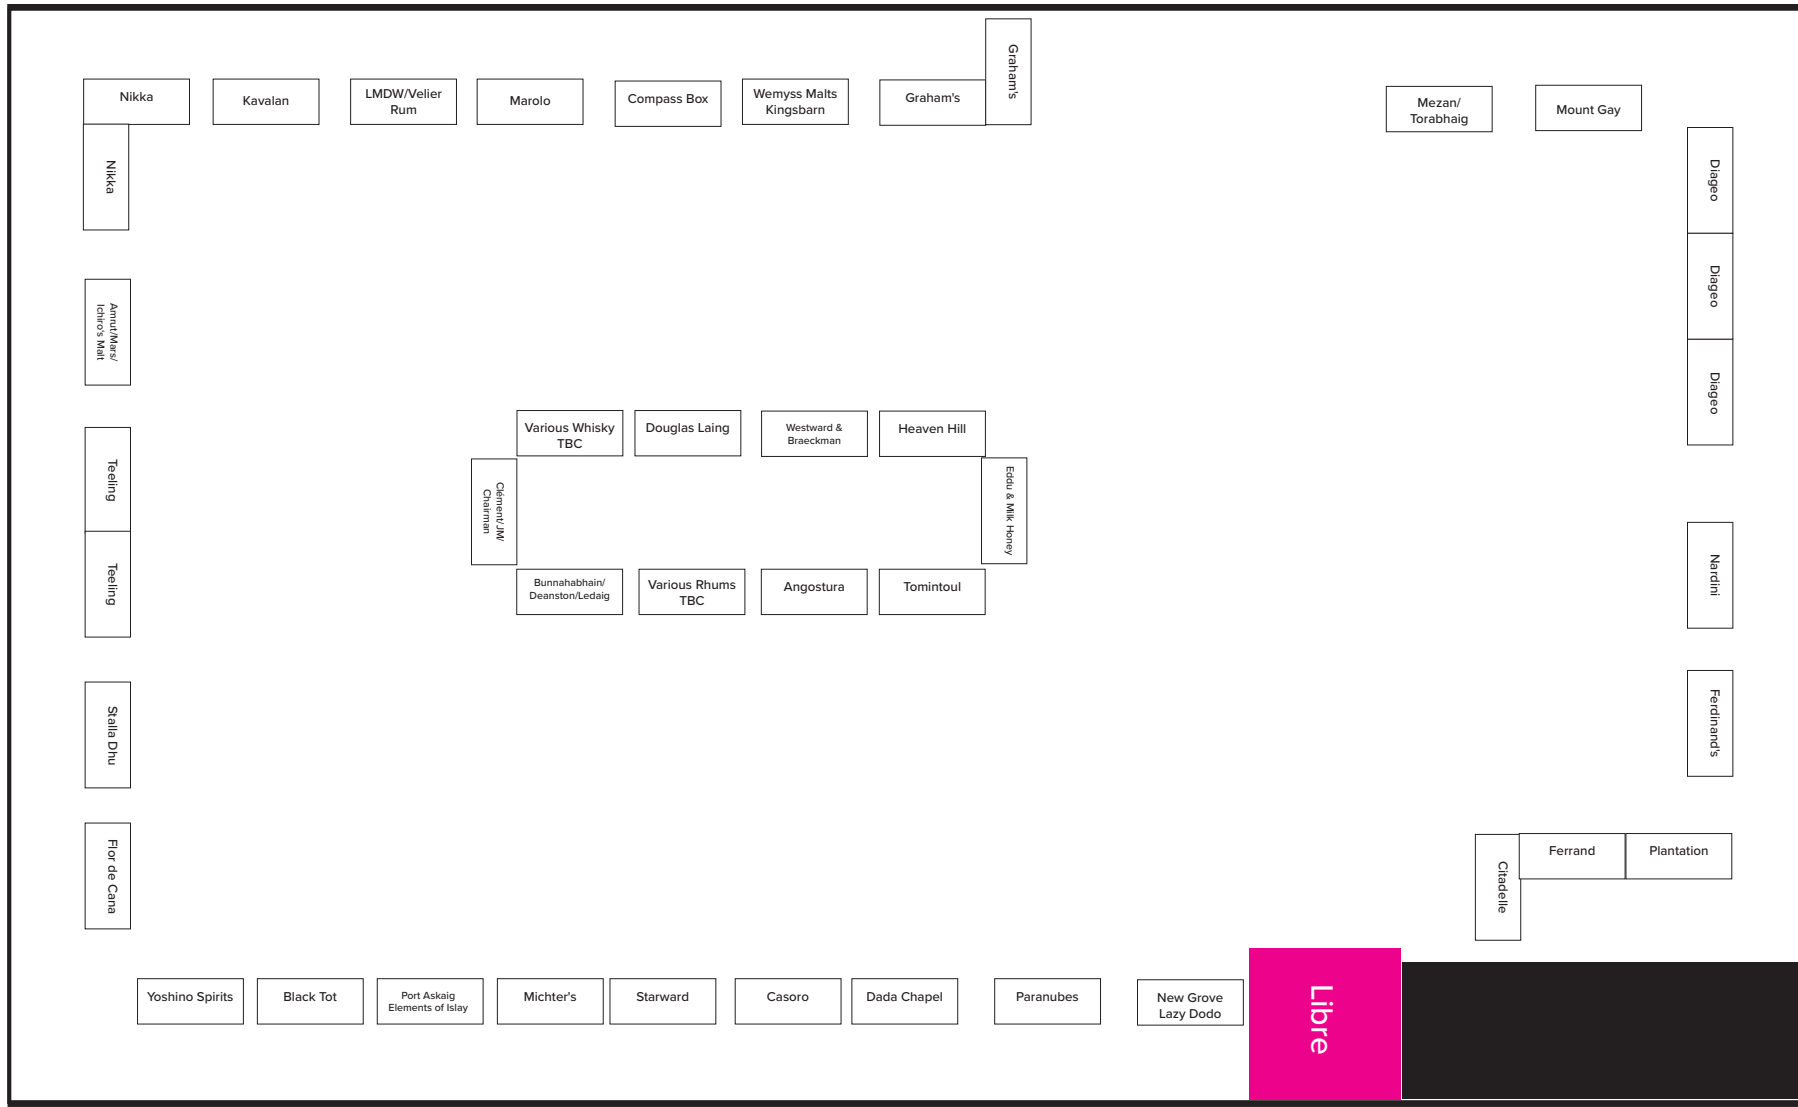 Graham's
Nikka
Kavalan
LMDW/Velier
Rum
Marolo
Compass Box
Wemyss Malts
Kingsbarn
Graham's
Mezan/
Torabhaig
Mount Gay
Nikka
Diageo
Diageo
Diageo
Amrut/Mars/
Ichiro's Malt
Various Whisky
TBC
Douglas Laing
Westward &
Braeckman
Heaven Hill
Teeling
Teeling
Clément/JM/
Chairman
Eddu & Milk Honey
Bunnahabhain/
Deanston/Ledaig
Various Rhums
TBC
Angostura
Tomintoul
Nardini
Stalla Dhu
Ferdinand's
Flor de Cana
Citadelle
Ferrand
Plantation
Yoshino Spirits
Black Tot
Port Askaig
Elements of Islay
Michter's
Starward
Casoro
Dada Chapel
Paranubes
New Grove
Lazy Dodo
Libre